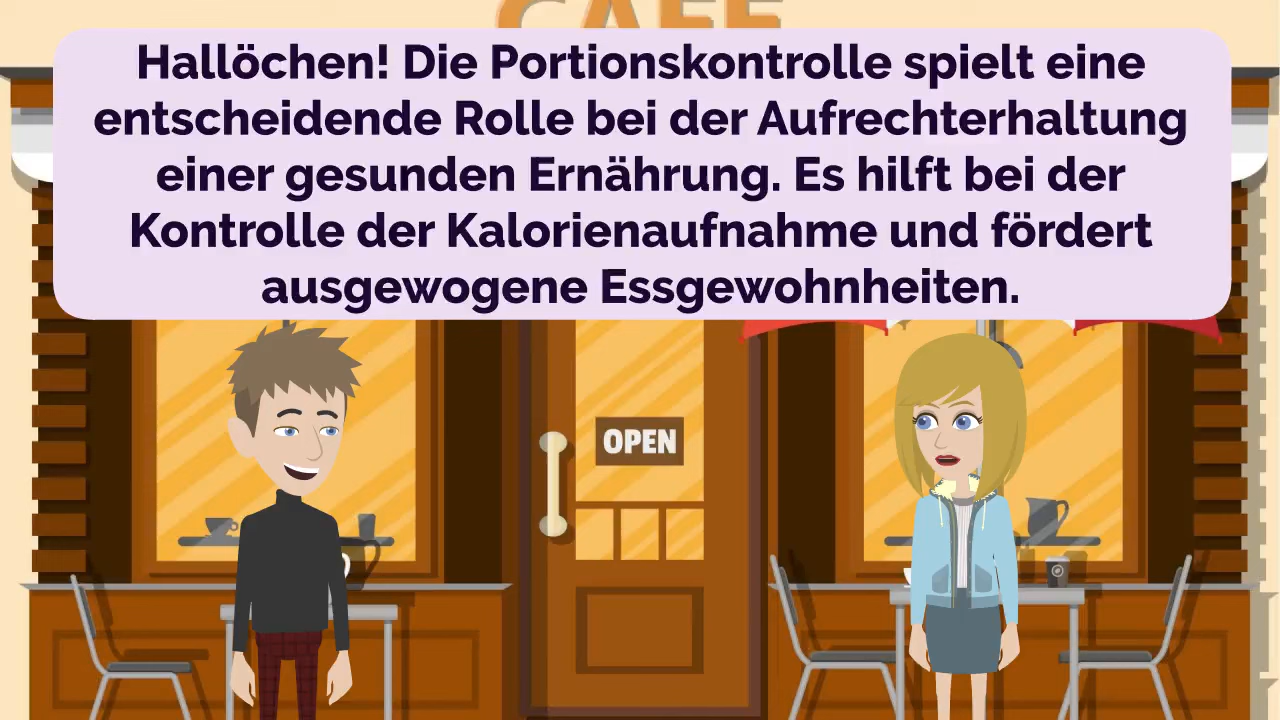 CAFE
Hallöchen! Die Portionskontrolle spielt eine
entscheidende Rolle bei der Aufrechterhaltung
einer gesunden Ernährung. Es hilft bei der
Kontrolle der Kalorienaufnahme und fördert
ausgewogene Essgewohnheiten.
OPEN